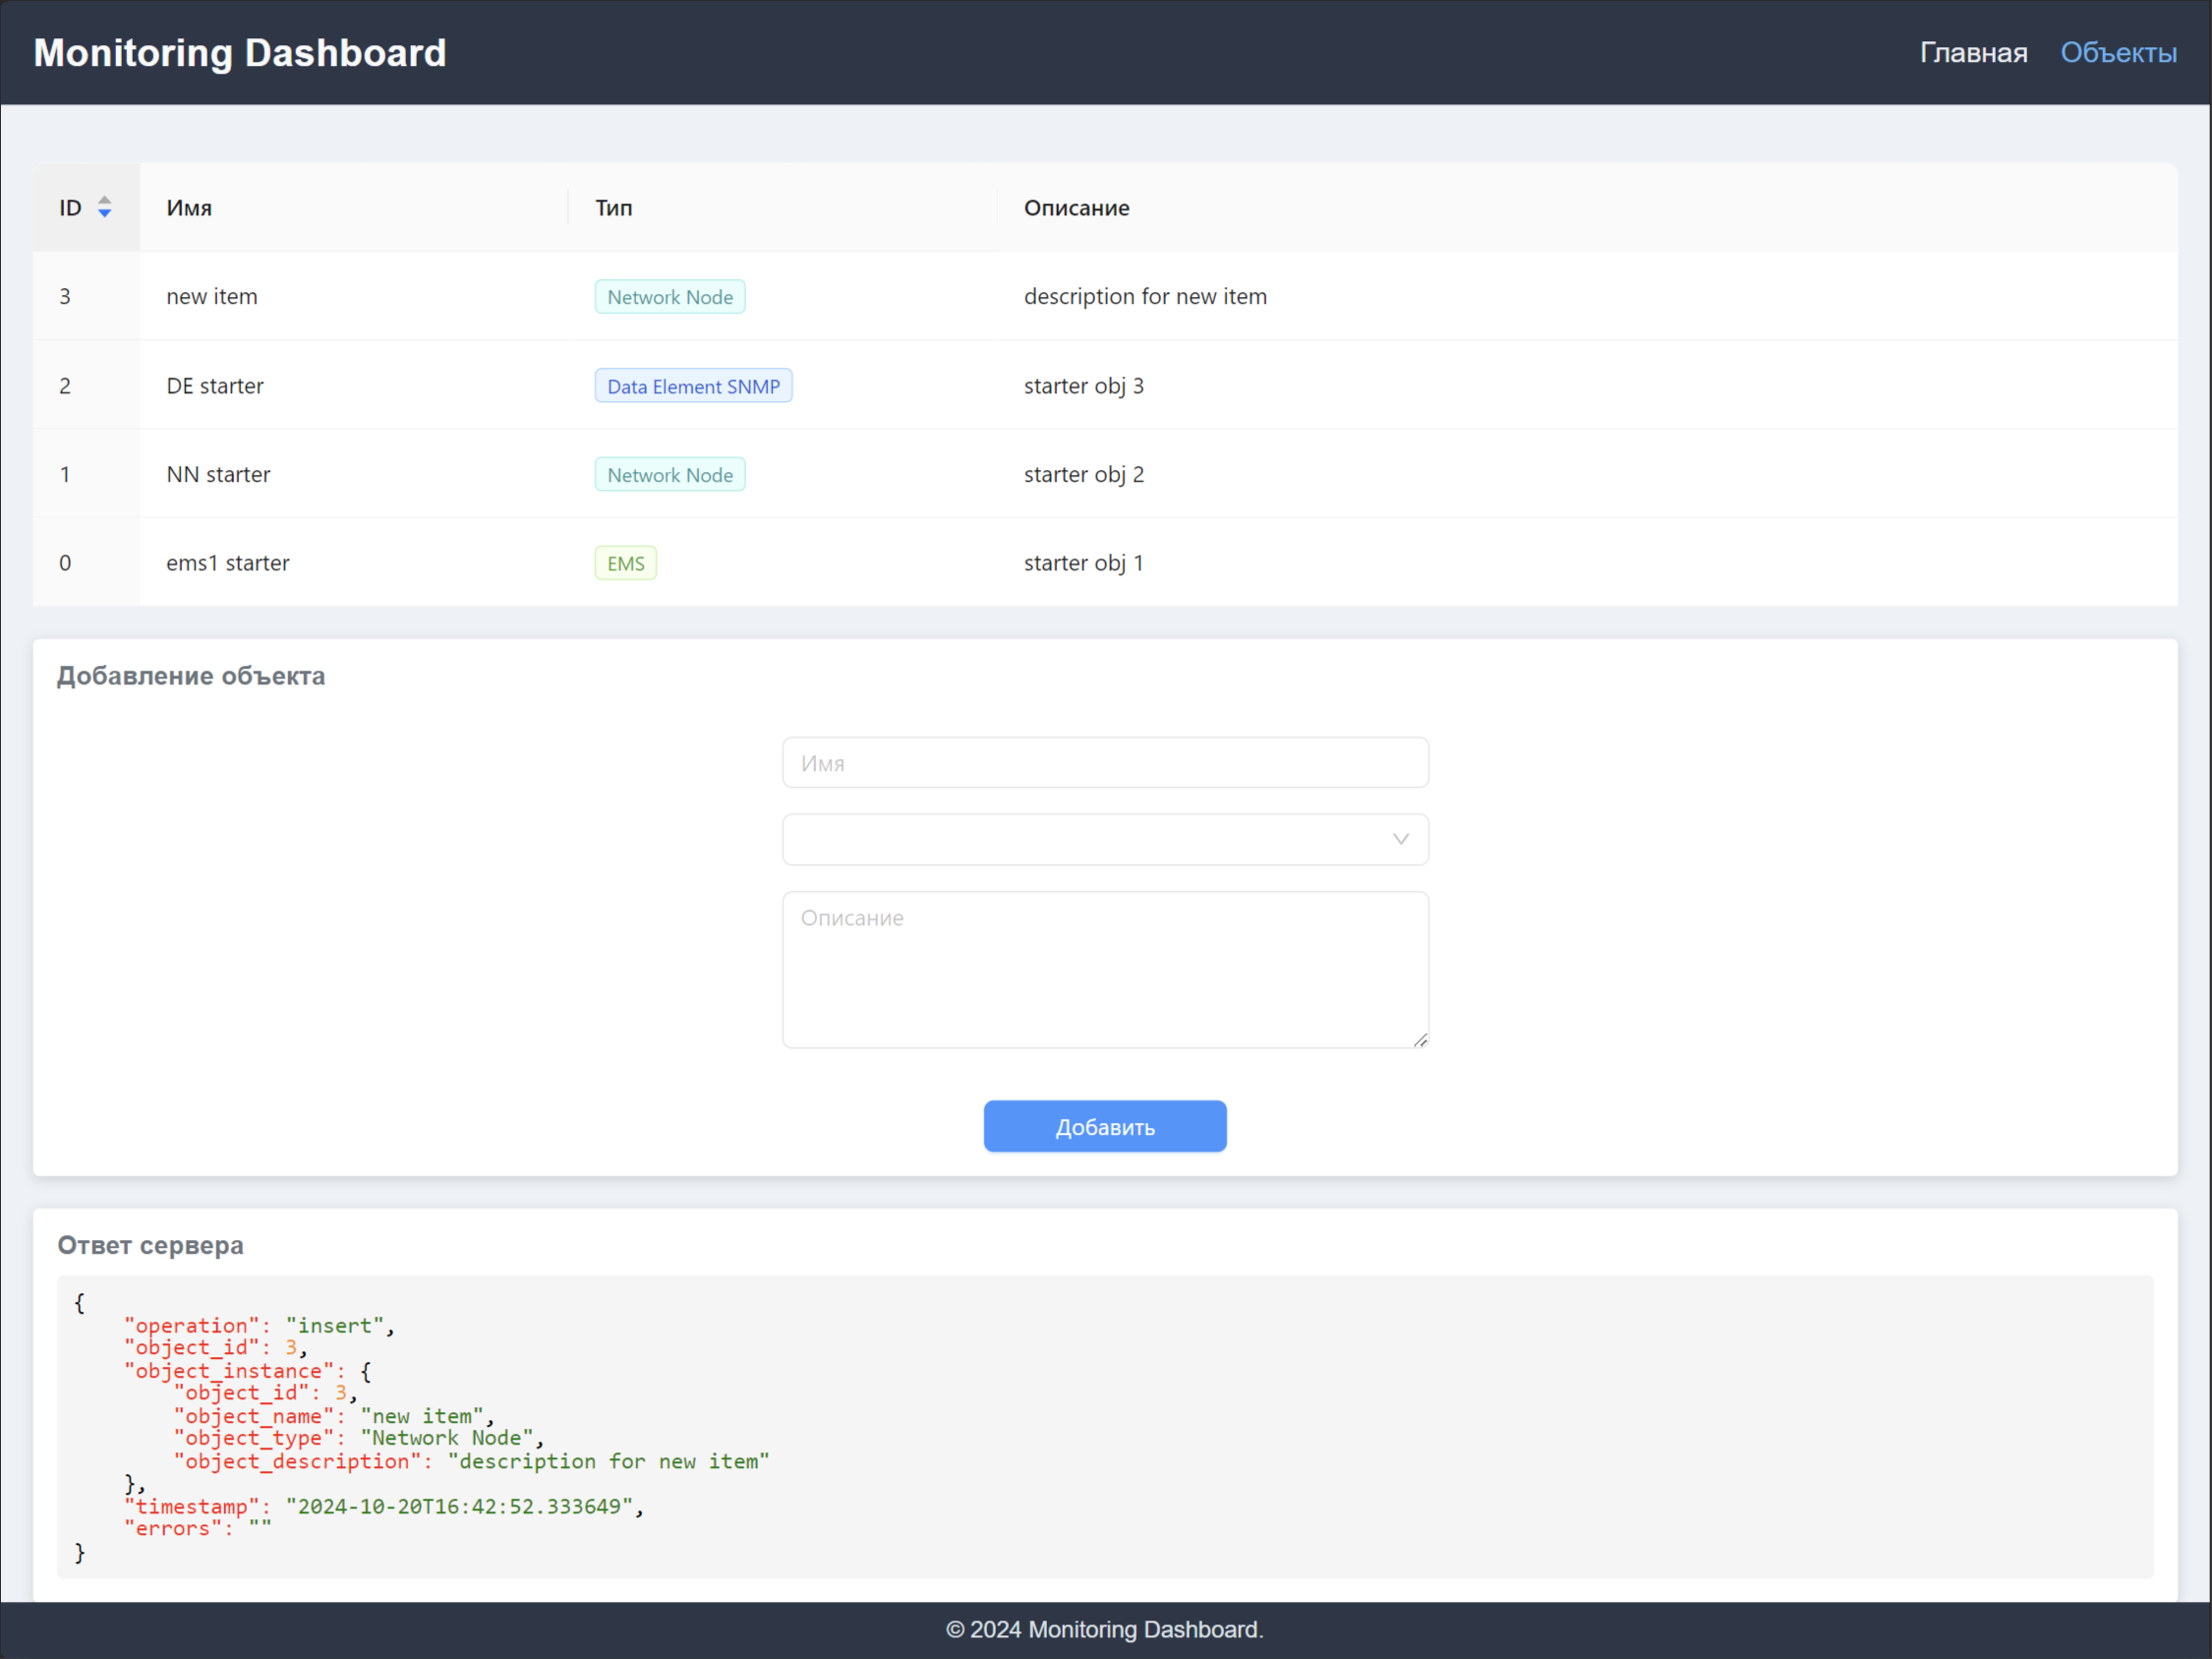 Monitoring Dashboard
Главная Объекты
ID Имя Тип Описание
3 new item Network Node description for new item
2 DE starter Data Element SNMP starter obj 3
1 NN starter Network Node starter obj 2
0 ems1 starter EMS starter obj 1
Добавление объекта
Имя
Описание
Добавить
Ответ сервера
{
    "operation": "insert",
    "object_id": 3,
    "object_instance": {
        "object_id": 3,
        "object_name": "new item",
        "object_type": "Network Node",
        "object_description": "description for new item"
    },
    "timestamp": "2024-10-20T16:42:52.333649",
    "errors": ""
}
© 2024 Monitoring Dashboard.